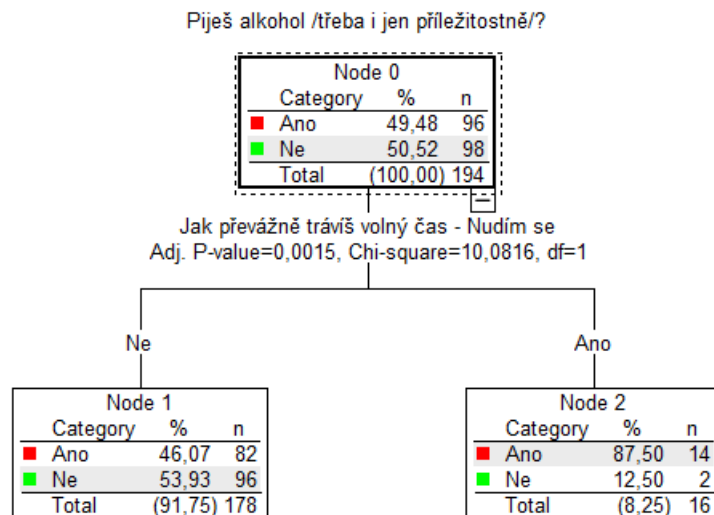 Piješ alkohol /třeba i jen příležitostně/?
Node 0
Category % n
Ano 49,48 96
Ne 50,52 98
Total (100,00) 194
Jak převážně trávíš volný čas - Nudím se
Adj. P-value=0,0015, Chi-square=10,0816, df=1
Ne
Ano
Node 1
Category % n
Ano 46,07 82
Ne 53,93 96
Total (91,75) 178
Node 2
Category % n
Ano 87,50 14
Ne 12,50 2
Total (8,25) 16